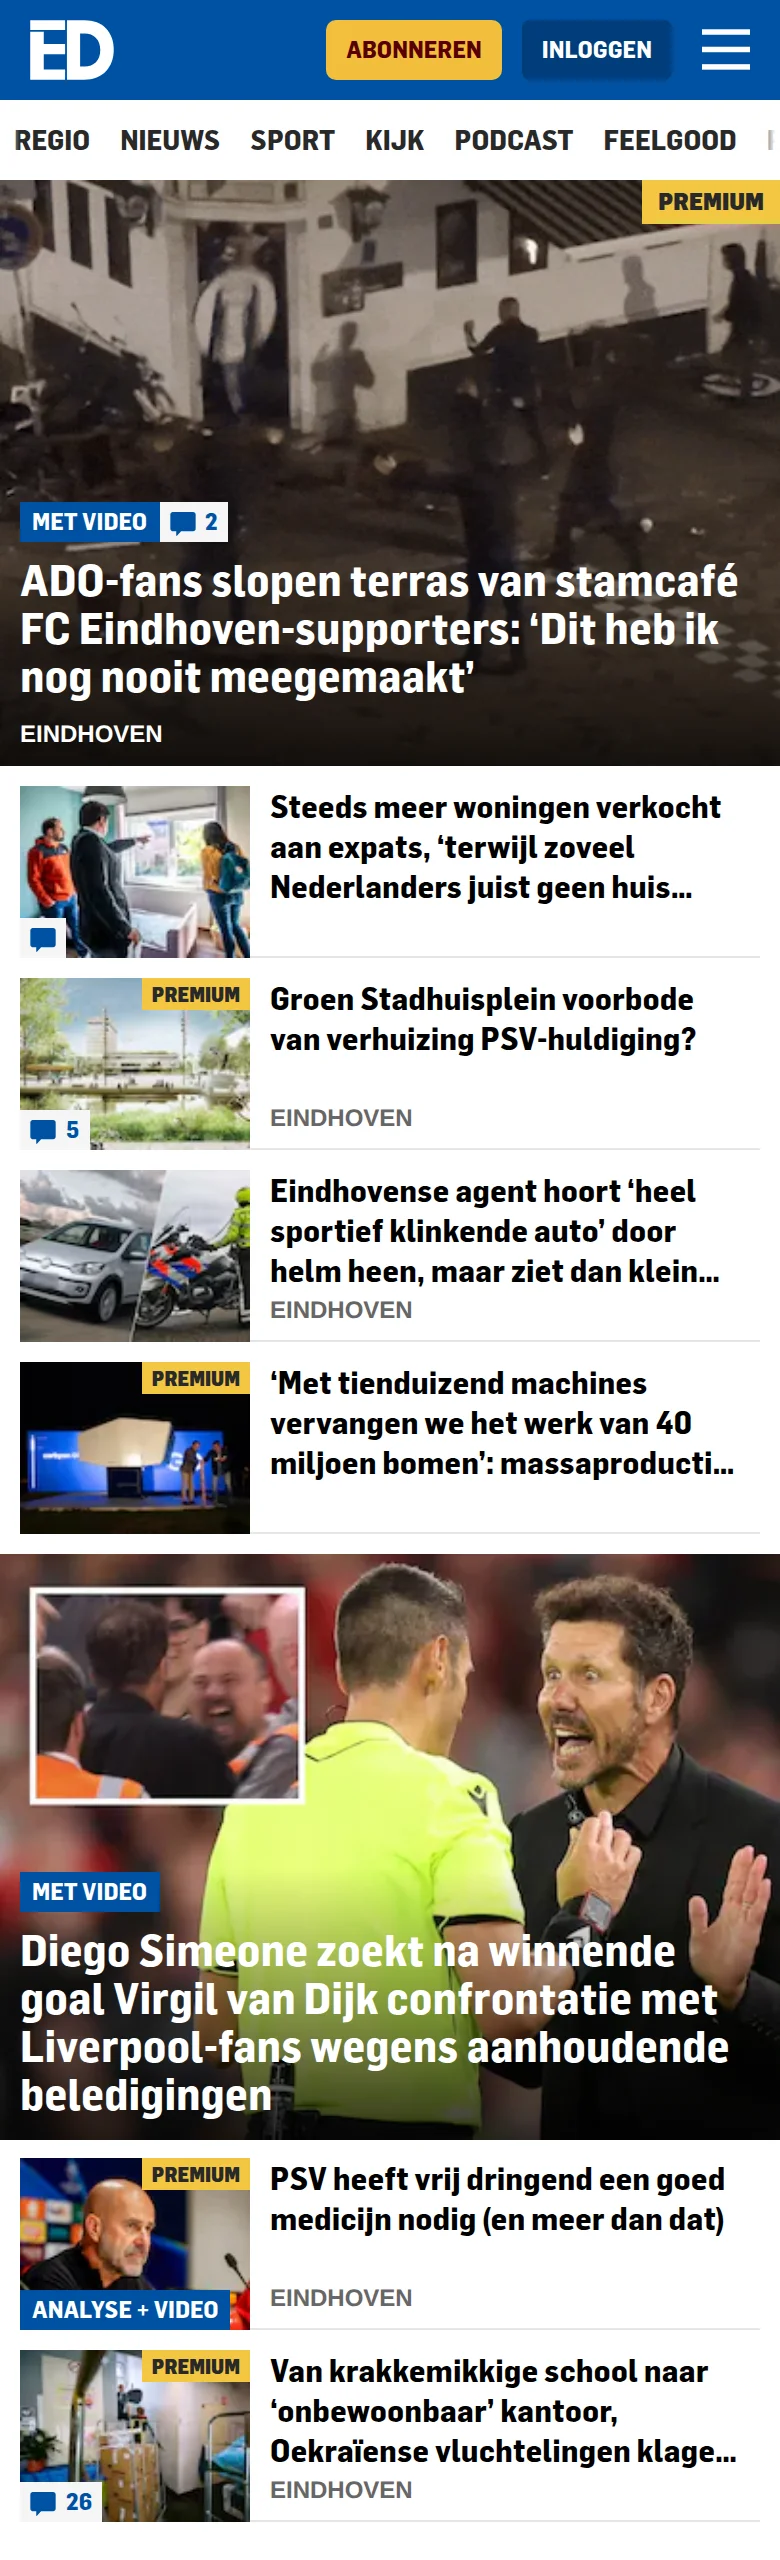 ED
ABONNEREN
INLOGGEN
REGIO NIEUWS SPORT KIJK PODCAST FEELGOOD
PREMIUM
MET VIDEO 2
ADO-fans slopen terras van stamcafé
FC Eindhoven-supporters: ‘Dit heb ik
nog nooit meegemaakt’
EINDHOVEN
Steeds meer woningen verkocht
aan expats, ‘terwijl zoveel
Nederlanders juist geen huis...
PREMIUM
5
Groen Stadhuisplein voorbode
van verhuizing PSV-huldiging?
EINDHOVEN
Eindhovense agent hoort ‘heel
sportief klinkende auto’ door
helm heen, maar ziet dan klein...
EINDHOVEN
PREMIUM
‘Met tienduizend machines
vervangen we het werk van 40
miljoen bomen’: massaproducti...
MET VIDEO
Diego Simeone zoekt na winnende
goal Virgil van Dijk confrontatie met
Liverpool-fans wegens aanhoudende
beledigingen
PREMIUM
ANALYSE + VIDEO
PSV heeft vrij dringend een goed
medicijn nodig (en meer dan dat)
EINDHOVEN
PREMIUM
26
Van krakkemikkige school naar
‘onbewoonbaar’ kantoor,
Oekraïense vluchtelingen klage...
EINDHOVEN